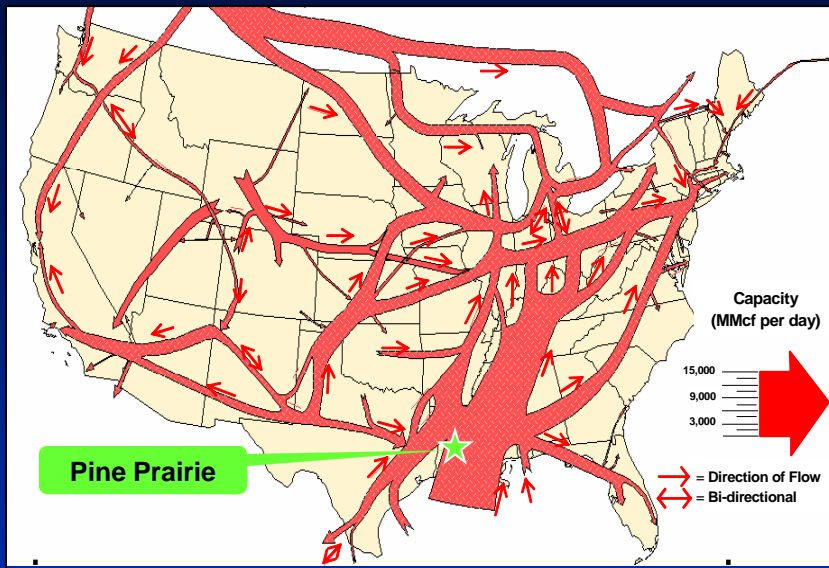 Capacity
(MMcf per day)
15,000
9,000
3,000
Pine Prairie
= Direction of Flow
= Bi-directional